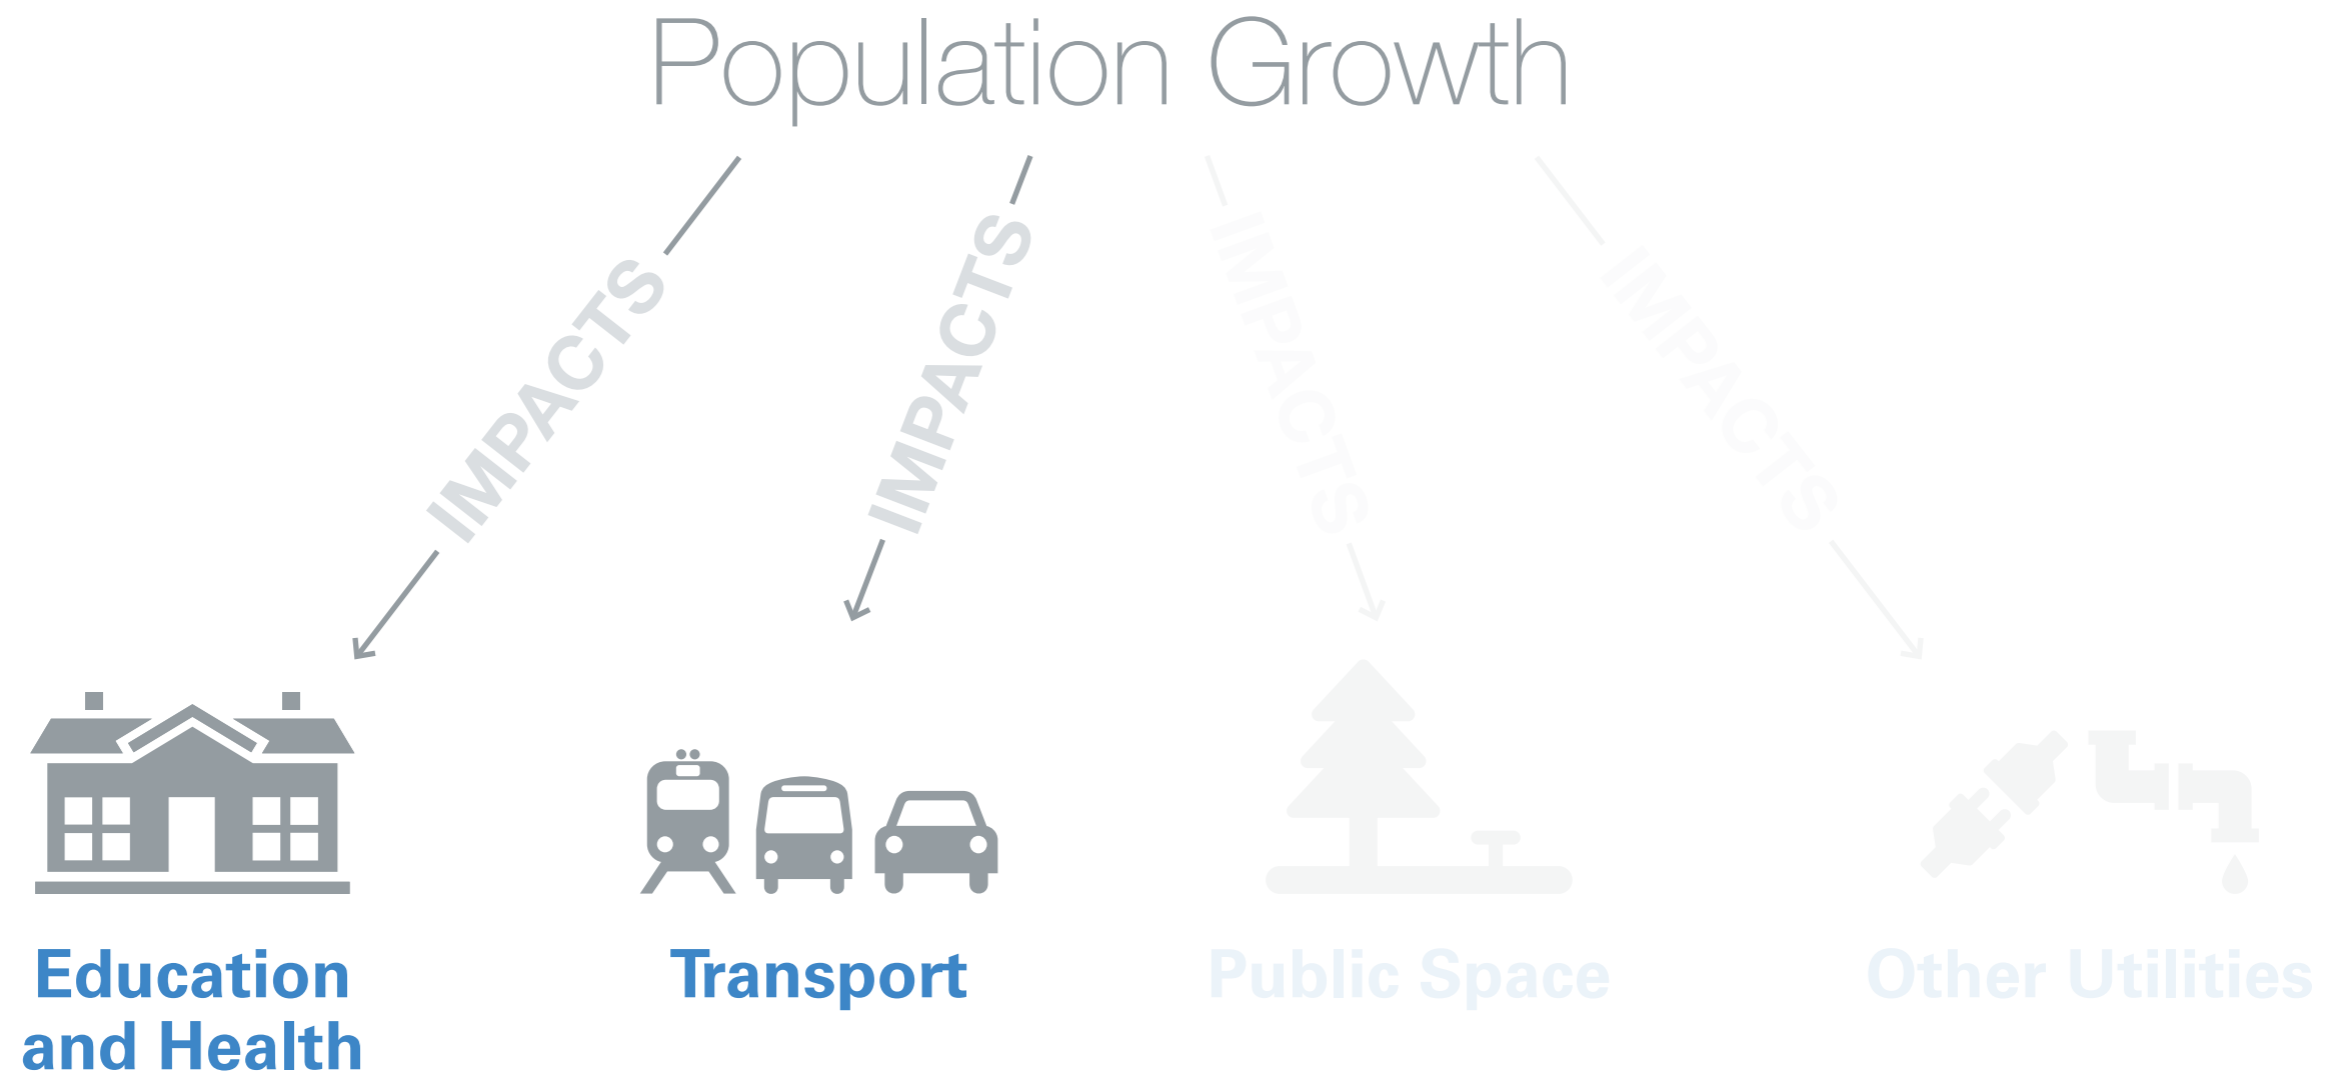 Population Growth
IMPACTS
IMPACTS
IMPACTS
IMPACTS
Education
and Health
Transport
Public Space
Other Utilities